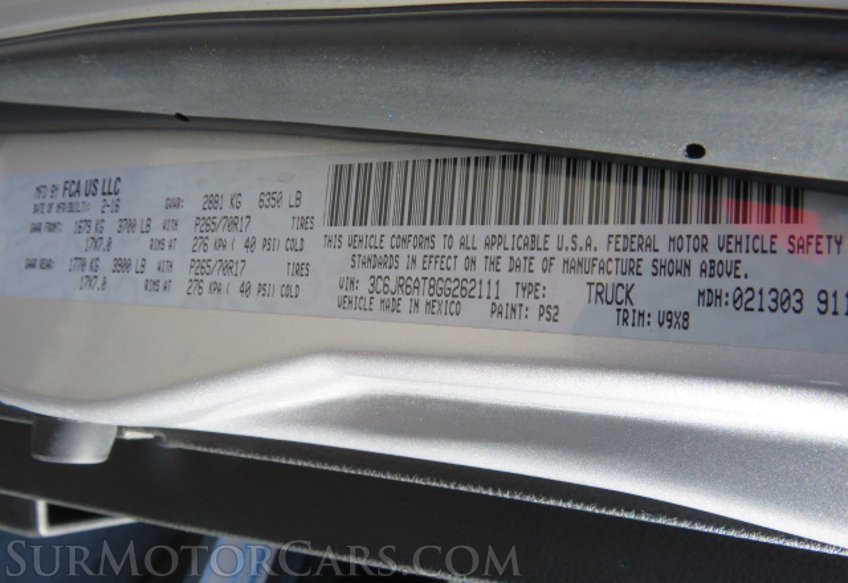 MFD BY FCA US LLC
DATE OF MFR(BUILT): 2-16 GVWR: 2881 KG 6350 LB
GAWR FRONT: 1679 KG 3700 LB WITH P265/70R17 TIRES
17X7.0 RIMS AT 276 KPA( 40 PSI) COLD
GAWR REAR: 1770 KG 3900 LB WITH P265/70R17 TIRES
17X7.0 RIMS AT 276 KPA( 40 PSI) COLD
THIS VEHICLE CONFORMS TO ALL APPLICABLE U.S.A. FEDERAL MOTOR VEHICLE SAFETY
STANDARDS IN EFFECT ON THE DATE OF MANUFACTURE SHOWN ABOVE.
VIN: 3C6JR6AT8GG262111 TYPE: TRUCK MDH: 021303 911
VEHICLE MADE IN MEXICO PAINT: PS2 TRIM: V9X8
SURMOTORCARS.COM